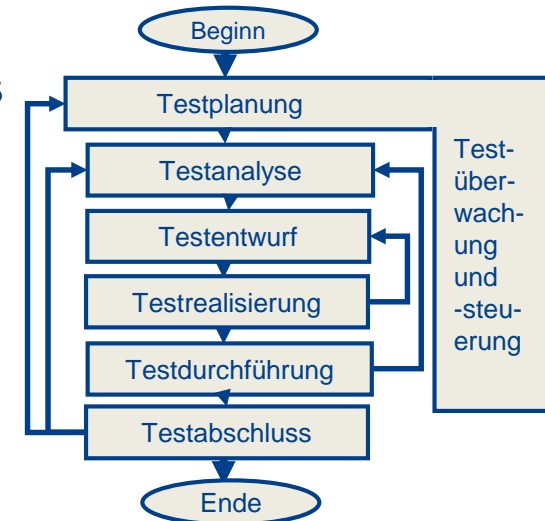 Beginn
s
Testplanung
Testanalyse
Testentwurf
Testrealisierung
Testdurchführung
Testabschluss
Ende
Test-
über-
wach-
ung
und
-steu-
erung